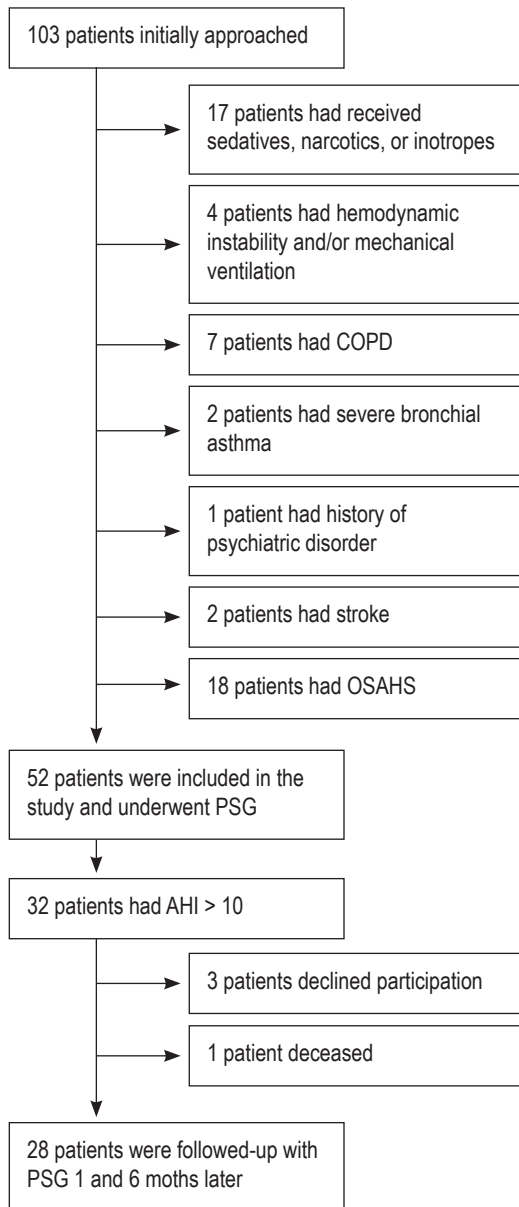 103 patients initially approached
17 patients had received
sedatives, narcotics, or inotropes
4 patients had hemodynamic
instability and/or mechanical
ventilation
7 patients had COPD
2 patients had severe bronchial
asthma
1 patient had history of
psychiatric disorder
2 patients had stroke
18 patients had OSAHS
52 patients were included in the
study and underwent PSG
32 patients had AHI > 10
3 patients declined participation
1 patient deceased
28 patients were followed-up with
PSG 1 and 6 moths later